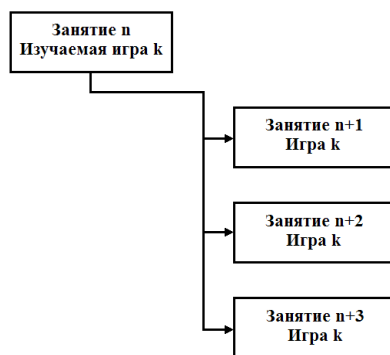 Занятие n
Изучаемая игра k
Занятие n+1
Игра k
Занятие n+2
Игра k
Занятие n+3
Игра k